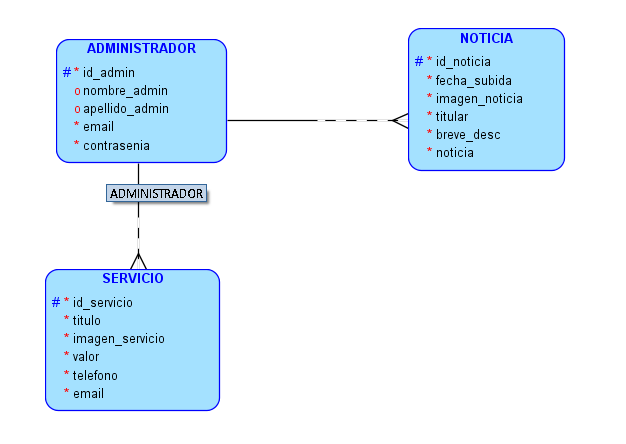 ADMINISTRADOR
# * id_admin
o nombre_admin
o apellido_admin
* email
* contrasenia
NOTICIA
# * id_noticia
* fecha_subida
* imagen_noticia
* titular
* breve_desc
* noticia
ADMINISTRADOR
SERVICIO
# * id_servicio
* titulo
* imagen_servicio
* valor
* telefono
* email